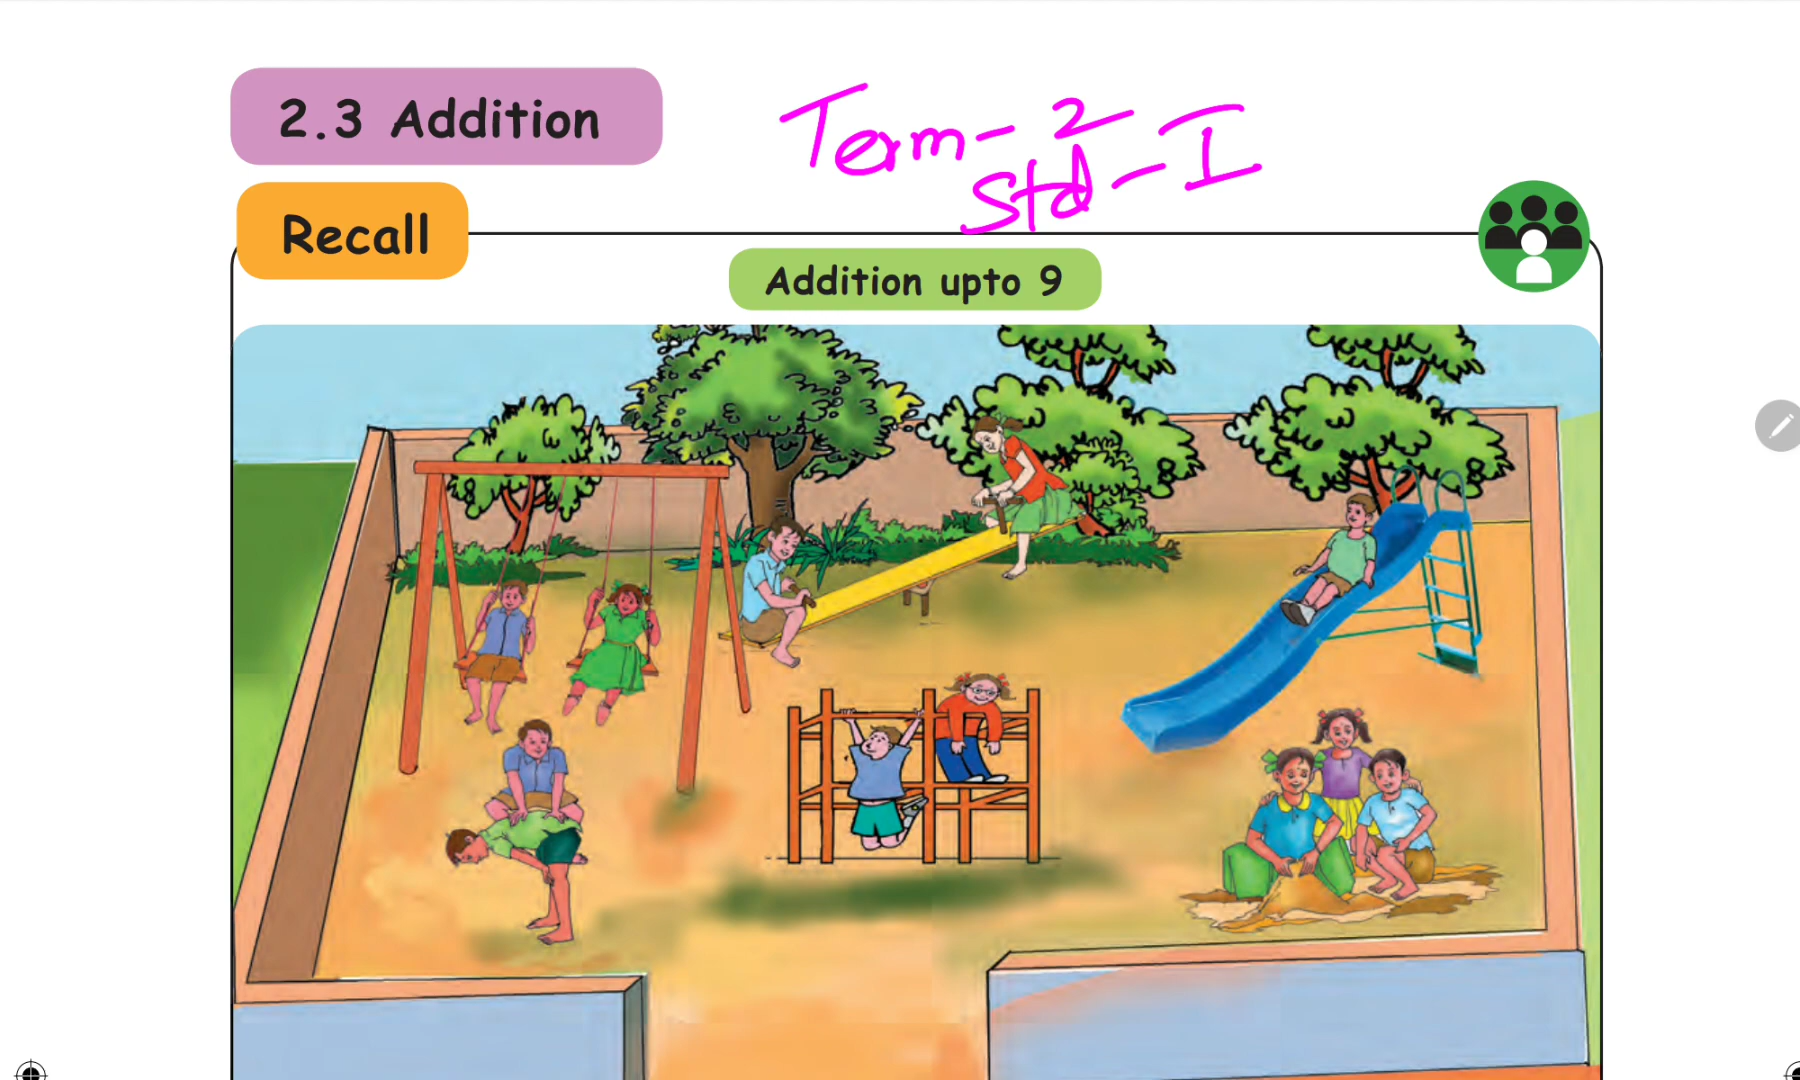 2.3 Addition
Term - 2
Std - I
Recall
Addition upto 9